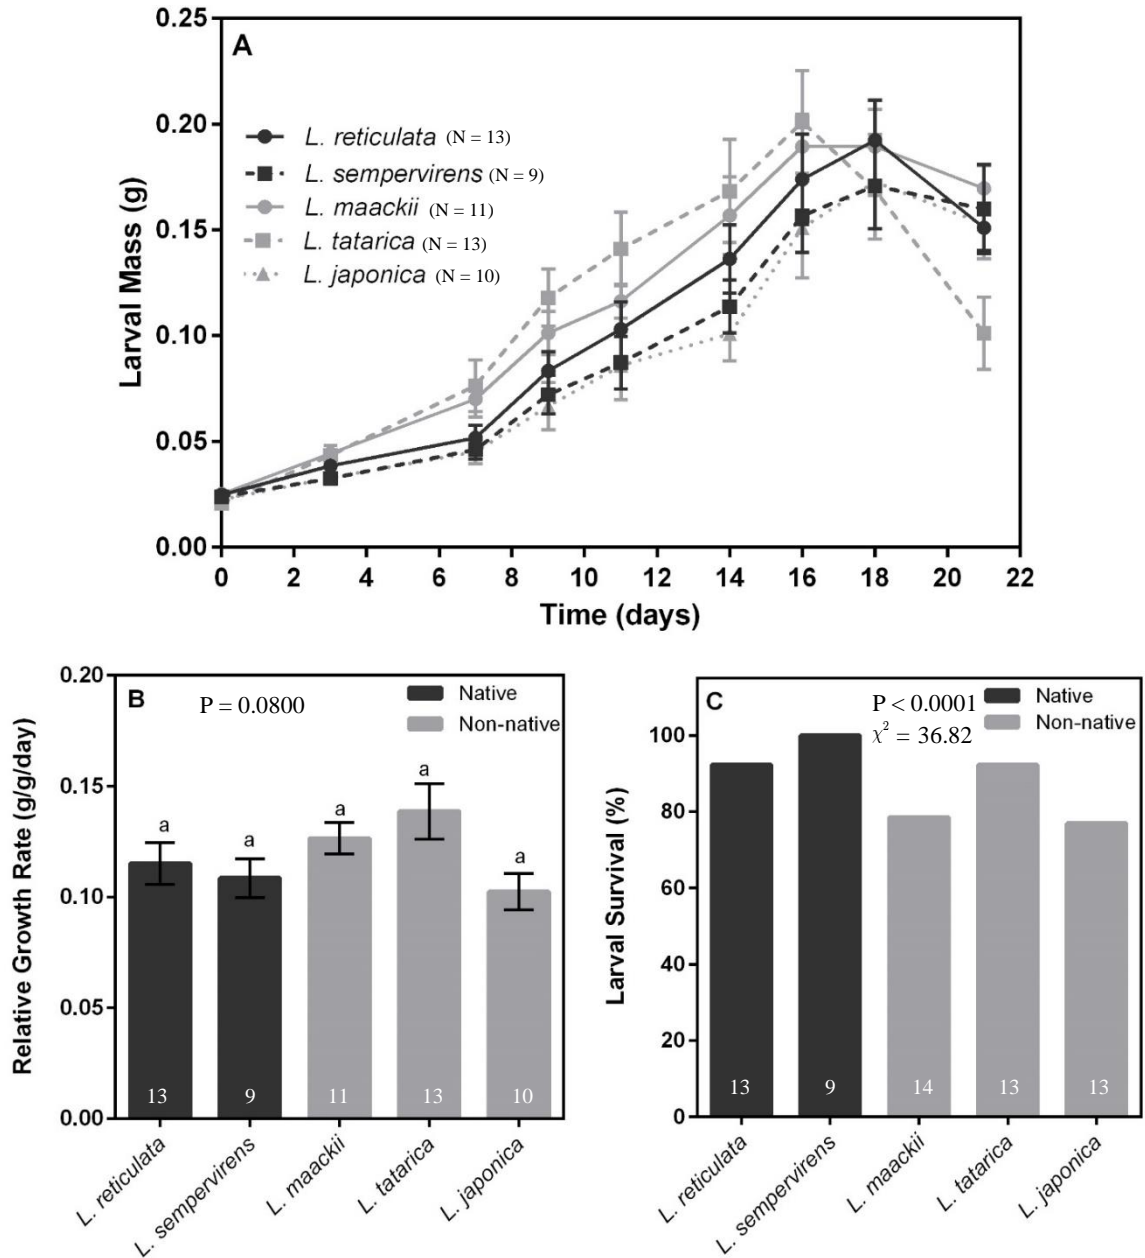 A
0.25
0.20
0.15
0.10
0.05
0.00
Larval Mass (g)
L. reticulata (N = 13)
L. sempervirens (N = 9)
L. maackii (N = 11)
L. tatarica (N = 13)
L. japonica (N = 10)
0 2 4 6 8 10 12 14 16 18 20 22
Time (days)
B
P = 0.0800
Native
Non-native
0.20
0.15
0.10
0.05
0.00
Relative Growth Rate (g/g/day)
a a a a a
13 9 11 13 10
L. reticulata
L. sempervirens
L. maackii
L. tatarica
L. japonica
C
P < 0.0001
χ² = 36.82
Native
Non-native
100
80
60
40
20
0
Larval Survival (%)
13 9 14 13 13
L. reticulata
L. sempervirens
L. maackii
L. tatarica
L. japonica